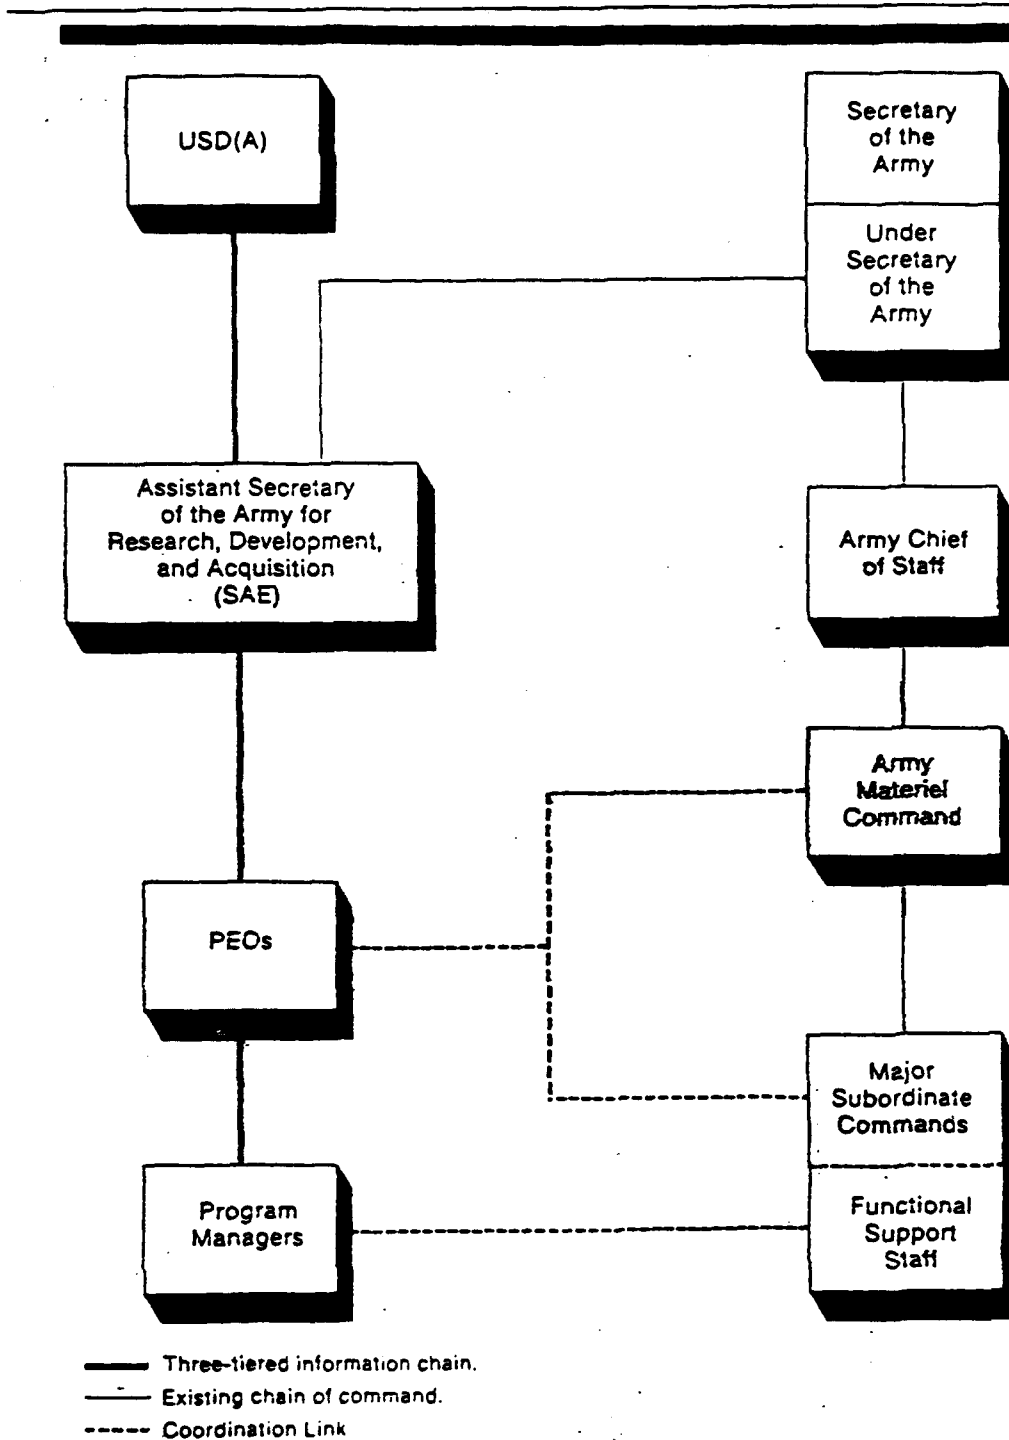 USD(A)
Secretary
of the
Army
Under
Secretary
of the
Army
Assistant Secretary
of the Army for
Research, Development,
and Acquisition
(SAE)
Army Chief
of Staff
Army
Materiel
Command
PEOs
Major
Subordinate
Commands
Program
Managers
Functional
Support
Staff
Three-tiered information chain.
Existing chain of command.
Coordination Link